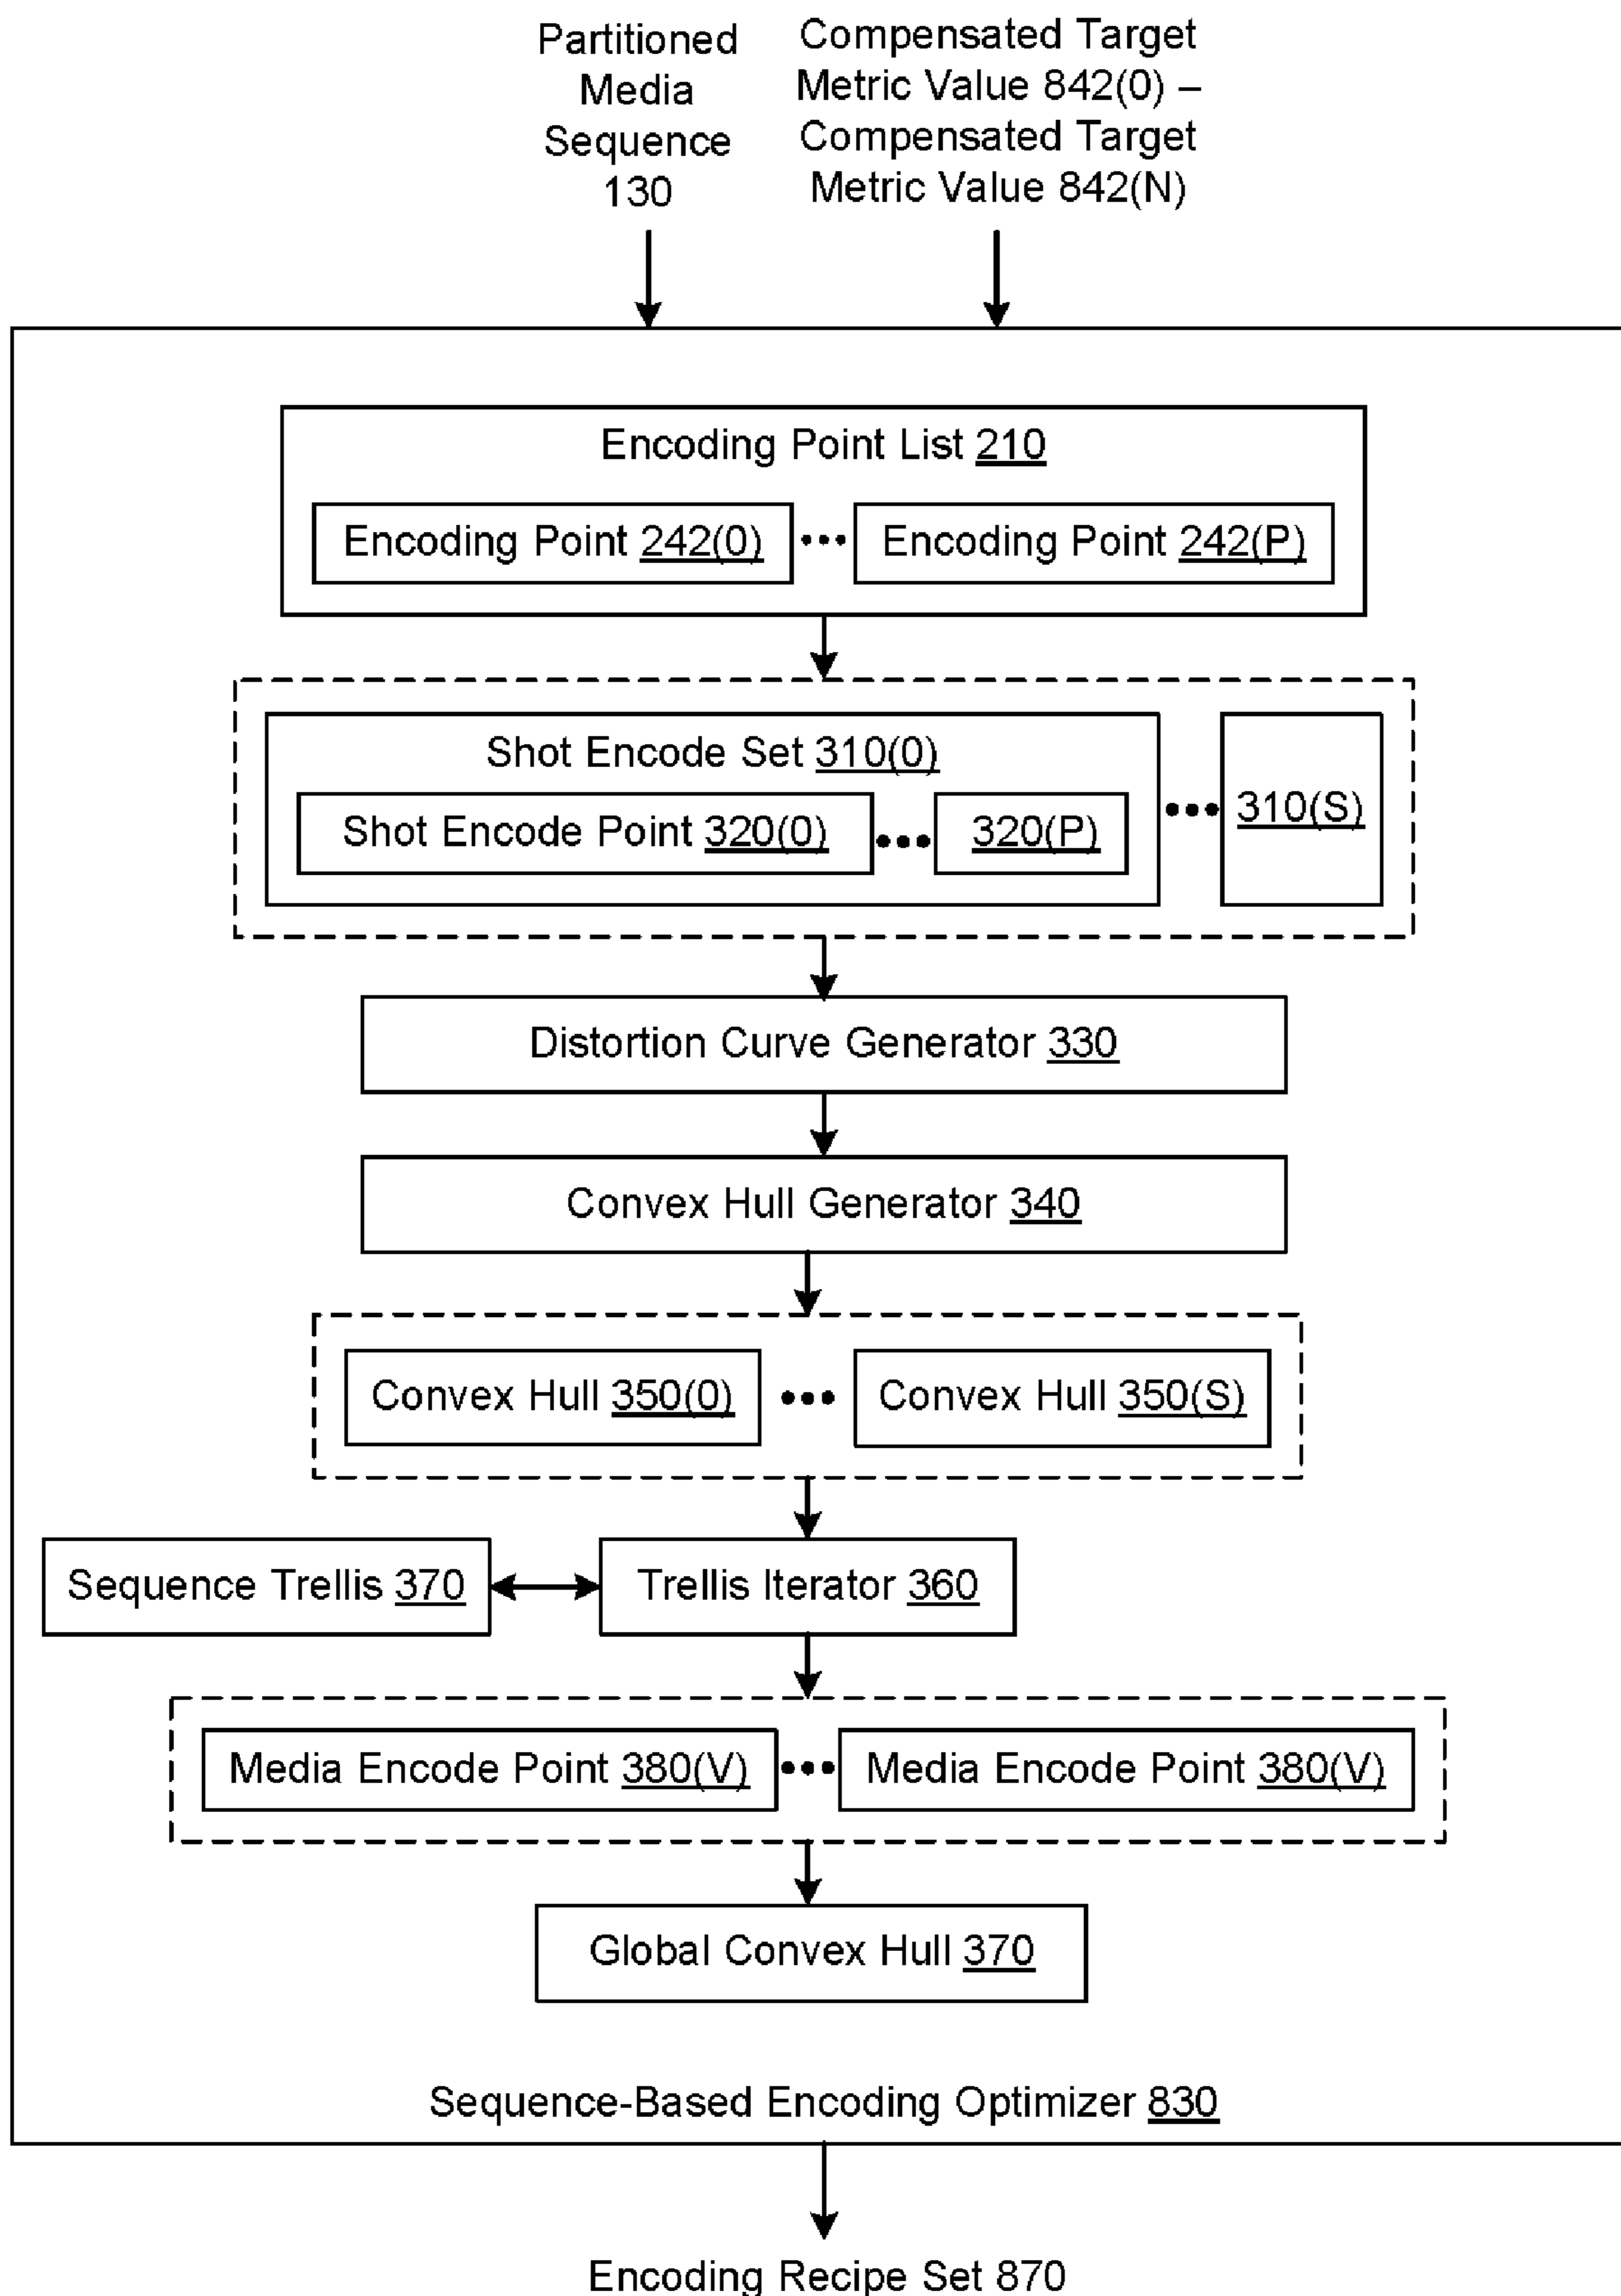 Partitioned
Media
Sequence
130
Compensated Target
Metric Value 842(0) –
Compensated Target
Metric Value 842(N)
Encoding Point List 210
Encoding Point 242(0) ••• Encoding Point 242(P)
Shot Encode Set 310(0)
Shot Encode Point 320(0) ••• 320(P) ••• 310(S)
Distortion Curve Generator 330
Convex Hull Generator 340
Convex Hull 350(0) ••• Convex Hull 350(S)
Sequence Trellis 370 Trellis Iterator 360
Media Encode Point 380(V) ••• Media Encode Point 380(V)
Global Convex Hull 370
Sequence-Based Encoding Optimizer 830
Encoding Recipe Set 870